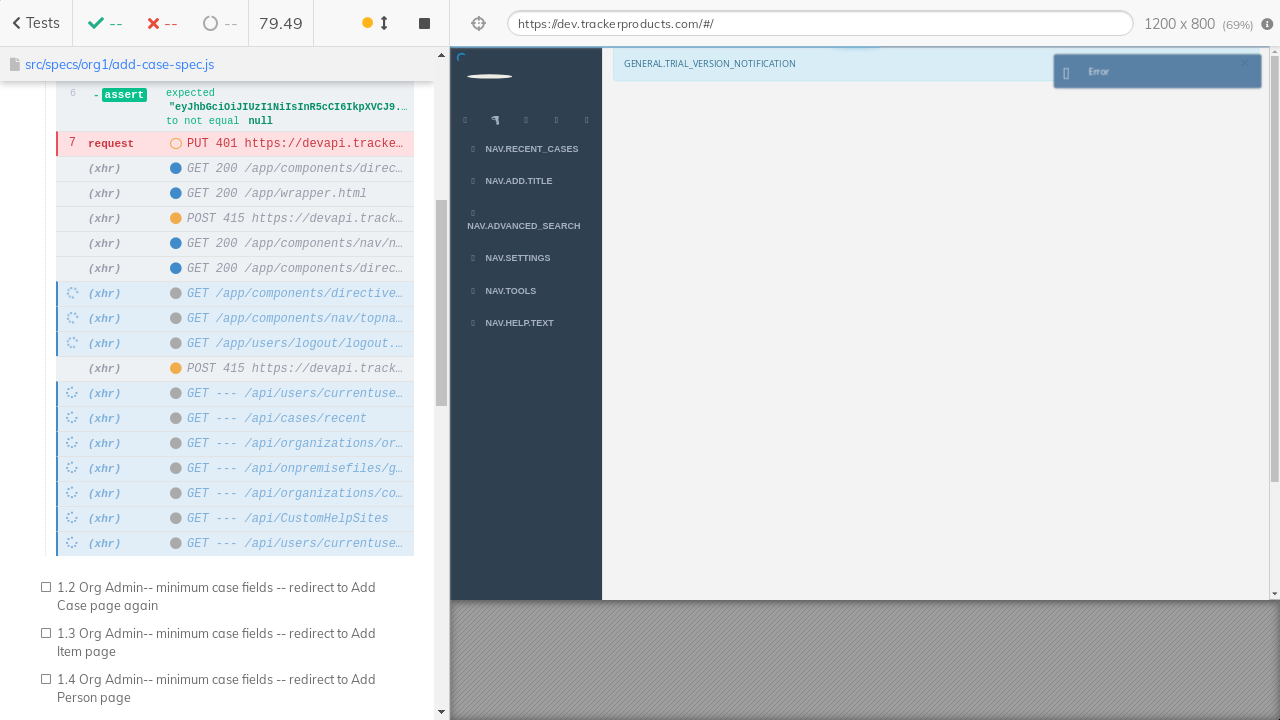 Tests
--
--
--
79.49
https://dev.trackerproducts.com/#/
1200 x 800 (69%)
src/specs/org1/add-case-spec.js
6 -assert expected
"eyJhbGciOiJIUzI1NiIsInR5cCI6IkpXVCJ9.…
to not equal null
7 request PUT 401 https://devapi.tracke…
(xhr) GET 200 /app/components/direc…
(xhr) GET 200 /app/wrapper.html
(xhr) POST 415 https://devapi.track…
(xhr) GET 200 /app/components/nav/n…
(xhr) GET 200 /app/components/direc…
(xhr) GET /app/components/directive…
(xhr) GET /app/components/nav/topna…
(xhr) GET /app/users/logout/logout.…
(xhr) POST 415 https://devapi.track…
(xhr) GET --- /api/users/currentuse…
(xhr) GET --- /api/cases/recent
(xhr) GET --- /api/organizations/or…
(xhr) GET --- /api/onpremisefiles/g…
(xhr) GET --- /api/organizations/co…
(xhr) GET --- /api/CustomHelpSites
(xhr) GET --- /api/users/currentuse…
1.2 Org Admin-- minimum case fields -- redirect to Add
Case page again
1.3 Org Admin-- minimum case fields -- redirect to Add
Item page
1.4 Org Admin-- minimum case fields -- redirect to Add
Person page
GENERAL.TRIAL_VERSION_NOTIFICATION
Error
NAV.RECENT_CASES
NAV.ADD.TITLE
NAV.ADVANCED_SEARCH
NAV.SETTINGS
NAV.TOOLS
NAV.HELP.TEXT